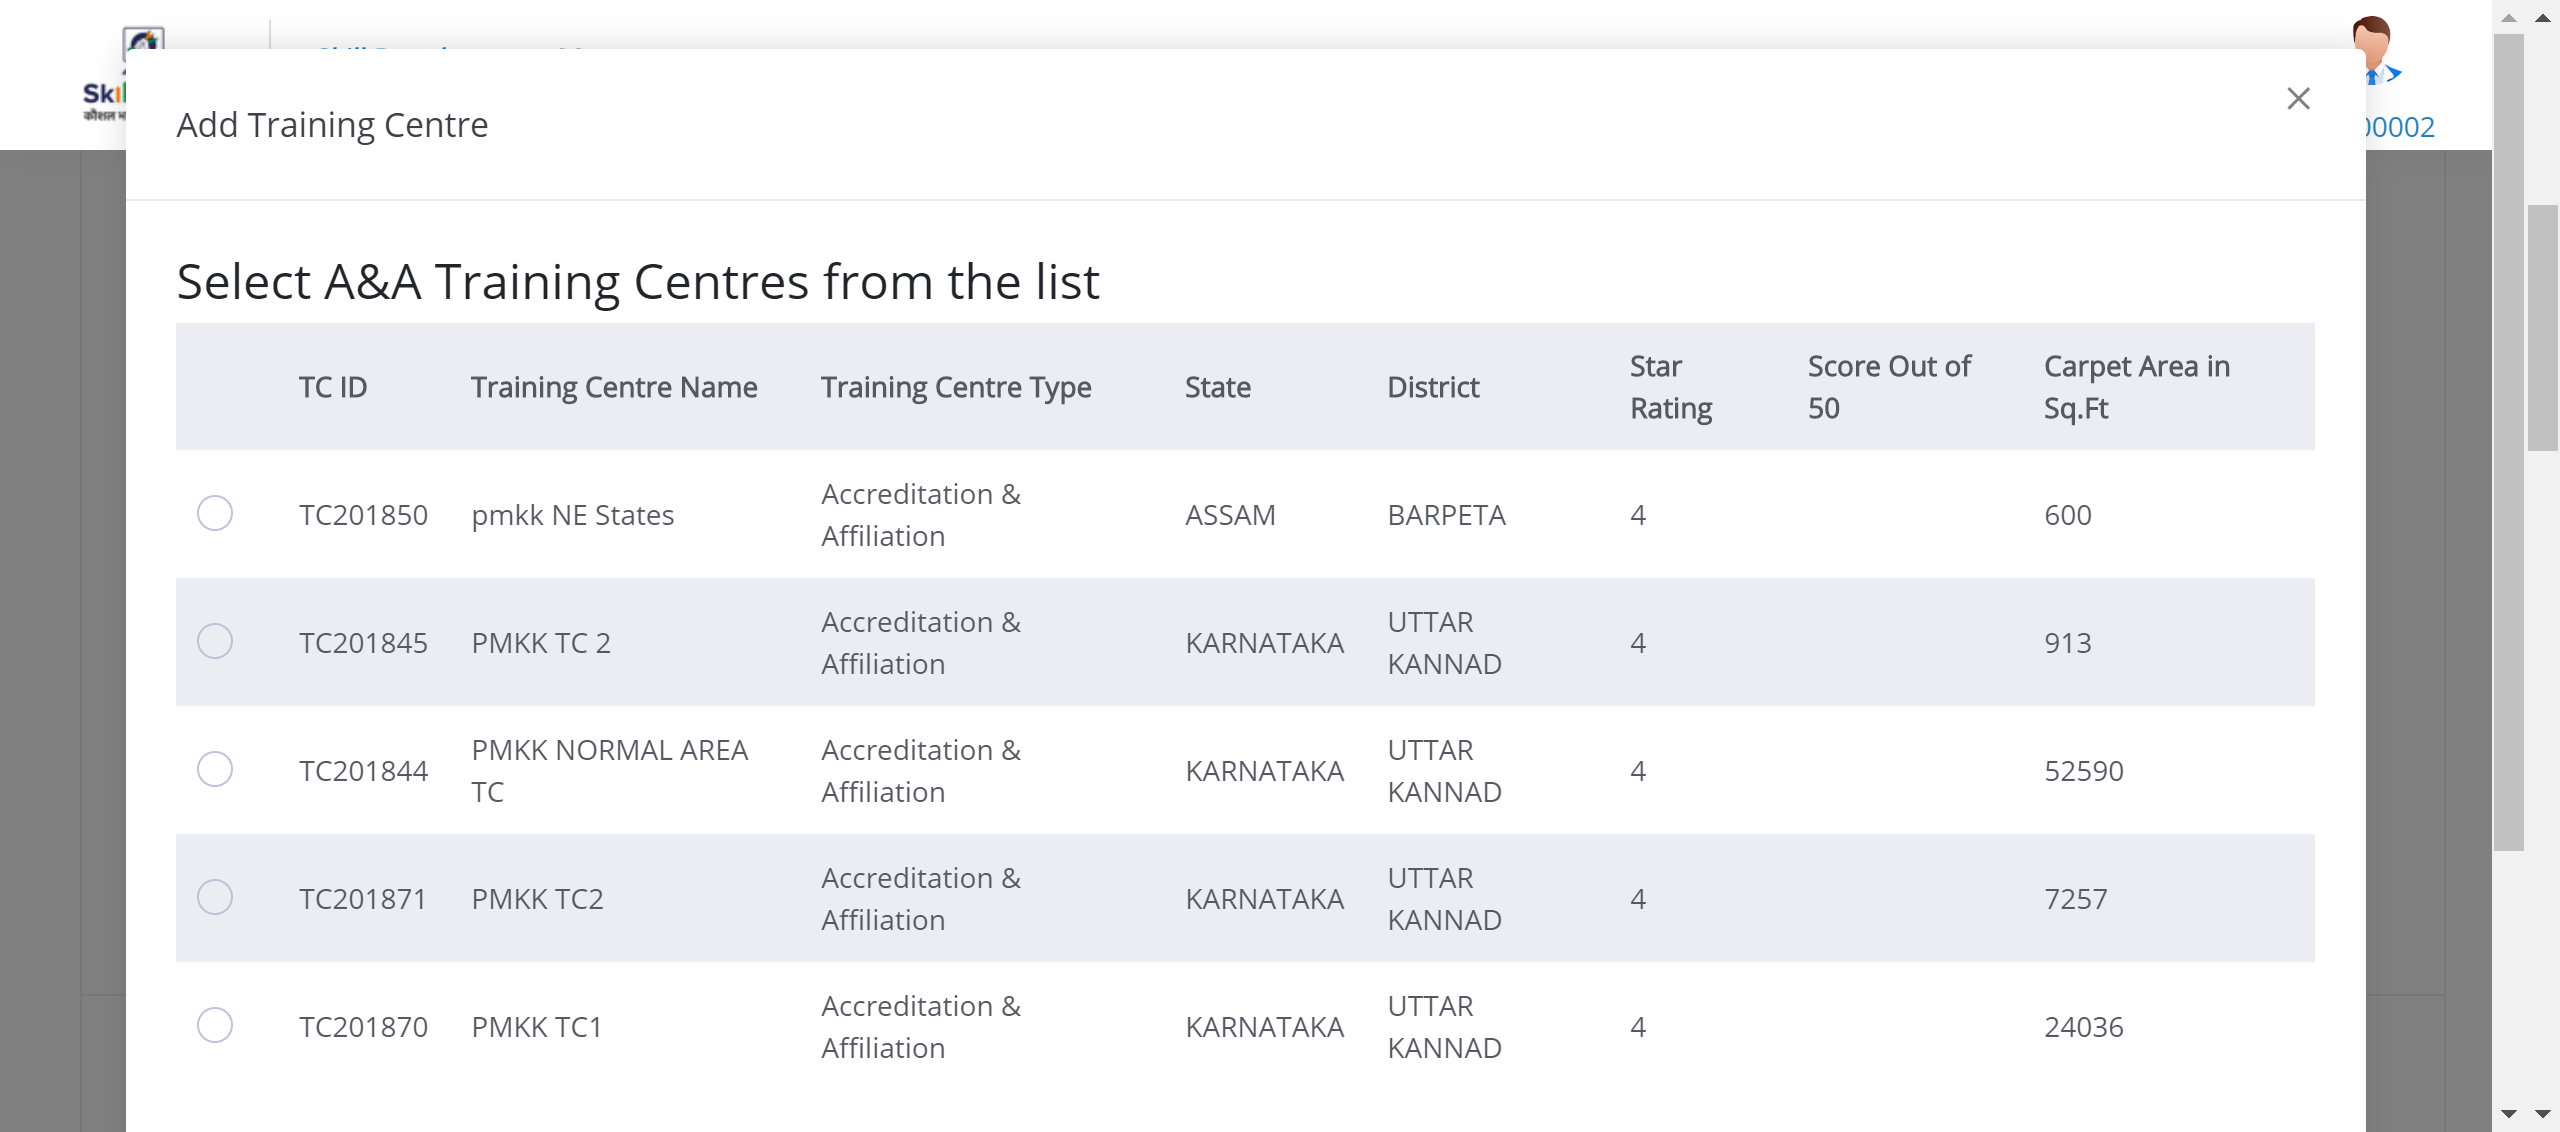 Add Training Centre
00002
Select A&A Training Centres from the list
TC ID Training Centre Name Training Centre Type State District Star Rating Score Out of 50 Carpet Area in Sq.Ft
TC201850 pmkk NE States Accreditation & Affiliation ASSAM BARPETA 4 600
TC201845 PMKK TC 2 Accreditation & Affiliation KARNATAKA UTTAR KANNAD 4 913
TC201844 PMKK NORMAL AREA TC Accreditation & Affiliation KARNATAKA UTTAR KANNAD 4 52590
TC201871 PMKK TC2 Accreditation & Affiliation KARNATAKA UTTAR KANNAD 4 7257
TC201870 PMKK TC1 Accreditation & Affiliation KARNATAKA UTTAR KANNAD 4 24036